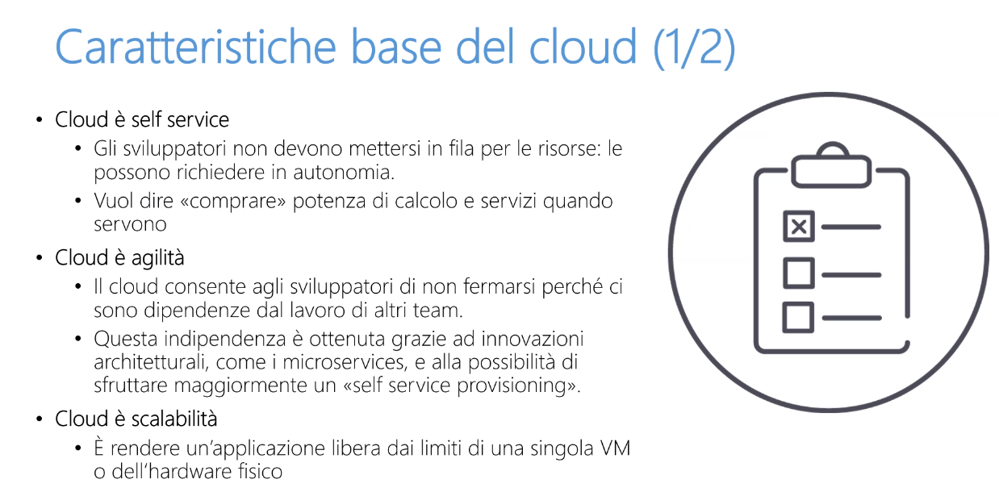 Caratteristiche base del cloud (1/2)
• Cloud è self service
• Gli sviluppatori non devono mettersi in fila per le risorse: le
possono richiedere in autonomia.
• Vuol dire «comprare» potenza di calcolo e servizi quando
servono
• Cloud è agilità
• Il cloud consente agli sviluppatori di non fermarsi perché ci
sono dipendenze dal lavoro di altri team.
• Questa indipendenza è ottenuta grazie ad innovazioni
architetturali, come i microservices, e alla possibilità di
sfruttare maggiormente un «self service provisioning».
• Cloud è scalabilità
• È rendere un’applicazione libera dai limiti di una singola VM
o dell’hardware fisico